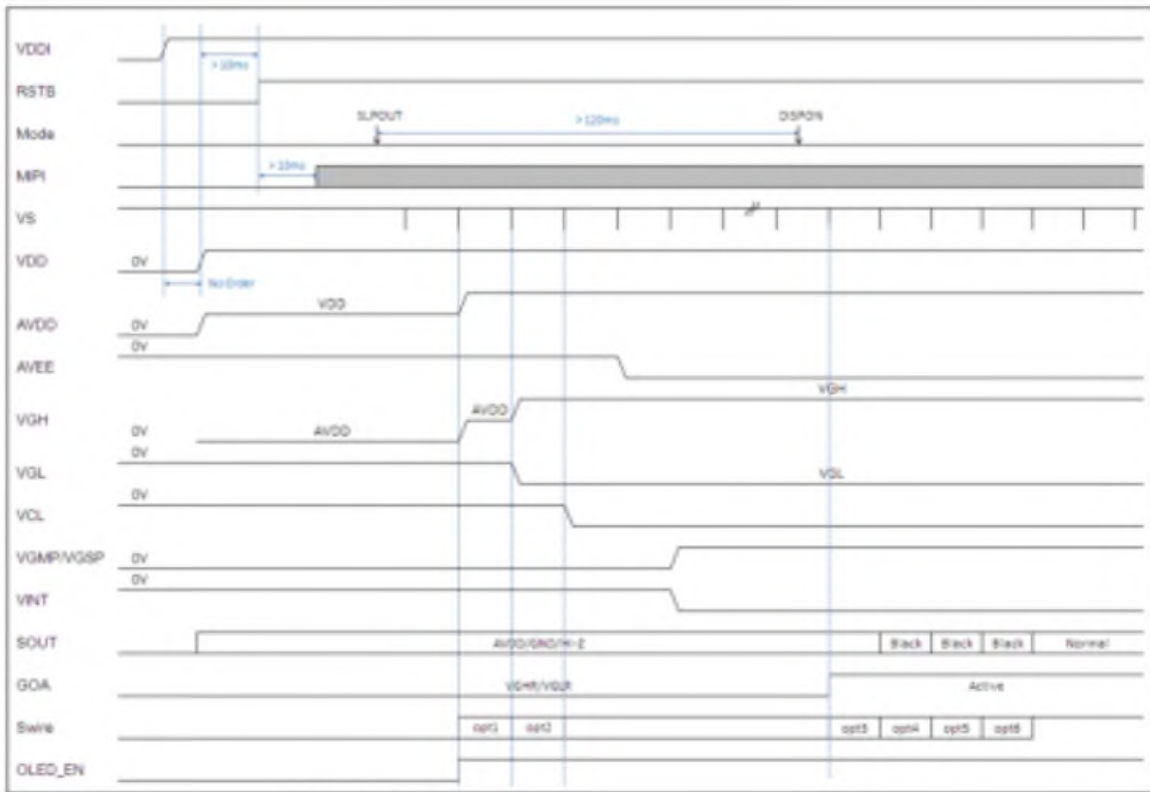 VDDI
> 10ms
RSTB
SLPOUT
> 120ms
DISPON
Mode
> 10ms
MIPI
VS
VDD
0V
No Order
VDD
AVDD
0V
0V
AVEE
VGH
AVDD
VGH
0V
AVDD
0V
VGL
VGL
0V
VCL
VGMP/VGSP
0V
0V
VINT
SOUT
AVDD/GND/Hi-Z
Black
Black
Black
Normal
GOA
VGHR/VGLR
Active
Swire
opt1
opt2
opt3
opt4
opt5
opt6
OLED_EN